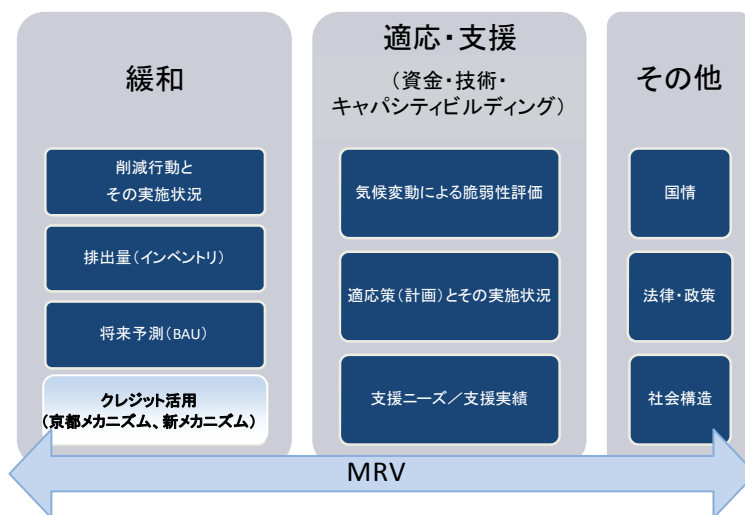 緩和
削減行動と
その実施状況
排出量(インベントリ)
将来予測(BAU)
クレジット活用
(京都メカニズム、新メカニズム)
適応・支援
(資金・技術・
キャパシティビルディング)
気候変動による脆弱性評価
適応策(計画)とその実施状況
支援ニーズ/支援実績
その他
国情
法律・政策
社会構造
MRV